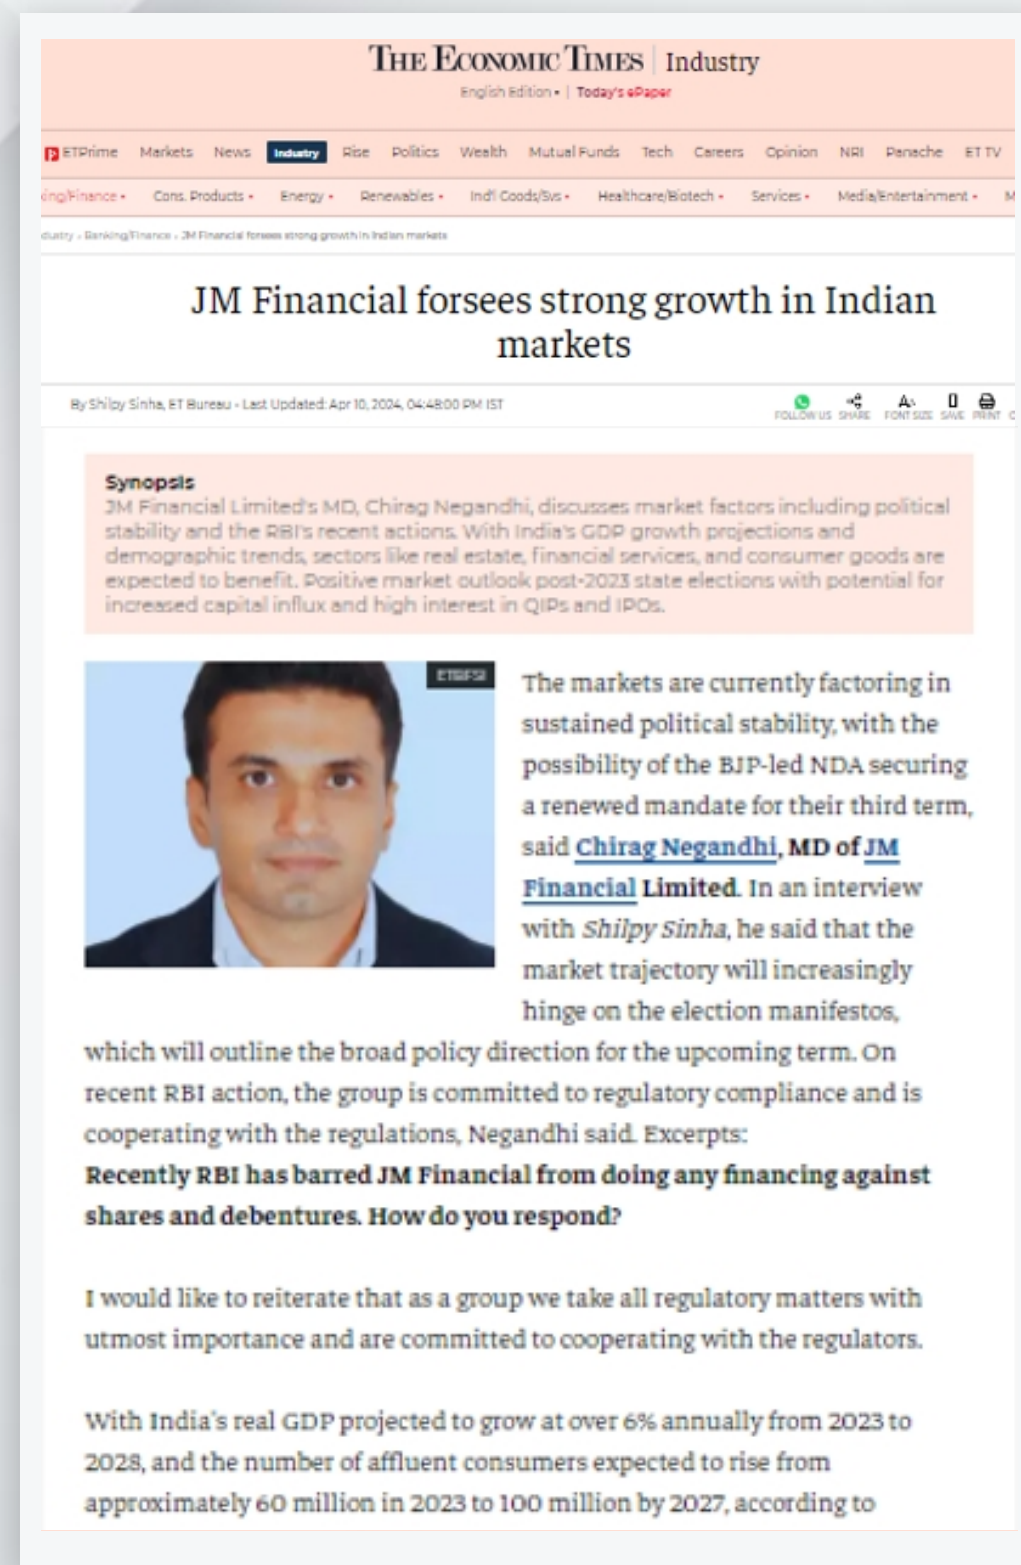 THE ECONOMIC TIMES | Industry
English Edition | Today's ePaper
ETPrime Markets News Industry Rise Politics Wealth Mutual Funds Tech Careers Opinion NRI Panache ET TV
king/Finance Cons. Products Energy Renewables Ind'l Goods/Svs Healthcare/Biotech Services Media/Entertainment M
dustry › Banking/Finance › JM Financial forsees strong growth in Indian markets
JM Financial forsees strong growth in Indian
markets
By Shilpy Sinha, ET Bureau • Last Updated: Apr 10, 2024, 04:48:00 PM IST
FOLLOW US SHARE FONT SIZE SAVE PRINT C
Synopsis
JM Financial Limited's MD, Chirag Negandhi, discusses market factors including political
stability and the RBI's recent actions. With India's GDP growth projections and
demographic trends, sectors like real estate, financial services, and consumer goods are
expected to benefit. Positive market outlook post-2023 state elections with potential for
increased capital influx and high interest in QIPs and IPOs.
ETBFSI
The markets are currently factoring in
sustained political stability, with the
possibility of the BJP-led NDA securing
a renewed mandate for their third term,
said Chirag Negandhi, MD of JM
Financial Limited. In an interview
with Shilpy Sinha, he said that the
market trajectory will increasingly
hinge on the election manifestos,
which will outline the broad policy direction for the upcoming term. On
recent RBI action, the group is committed to regulatory compliance and is
cooperating with the regulations, Negandhi said. Excerpts:
Recently RBI has barred JM Financial from doing any financing against
shares and debentures. How do you respond?
I would like to reiterate that as a group we take all regulatory matters with
utmost importance and are committed to cooperating with the regulators.
With India's real GDP projected to grow at over 6% annually from 2023 to
2028, and the number of affluent consumers expected to rise from
approximately 60 million in 2023 to 100 million by 2027, according to